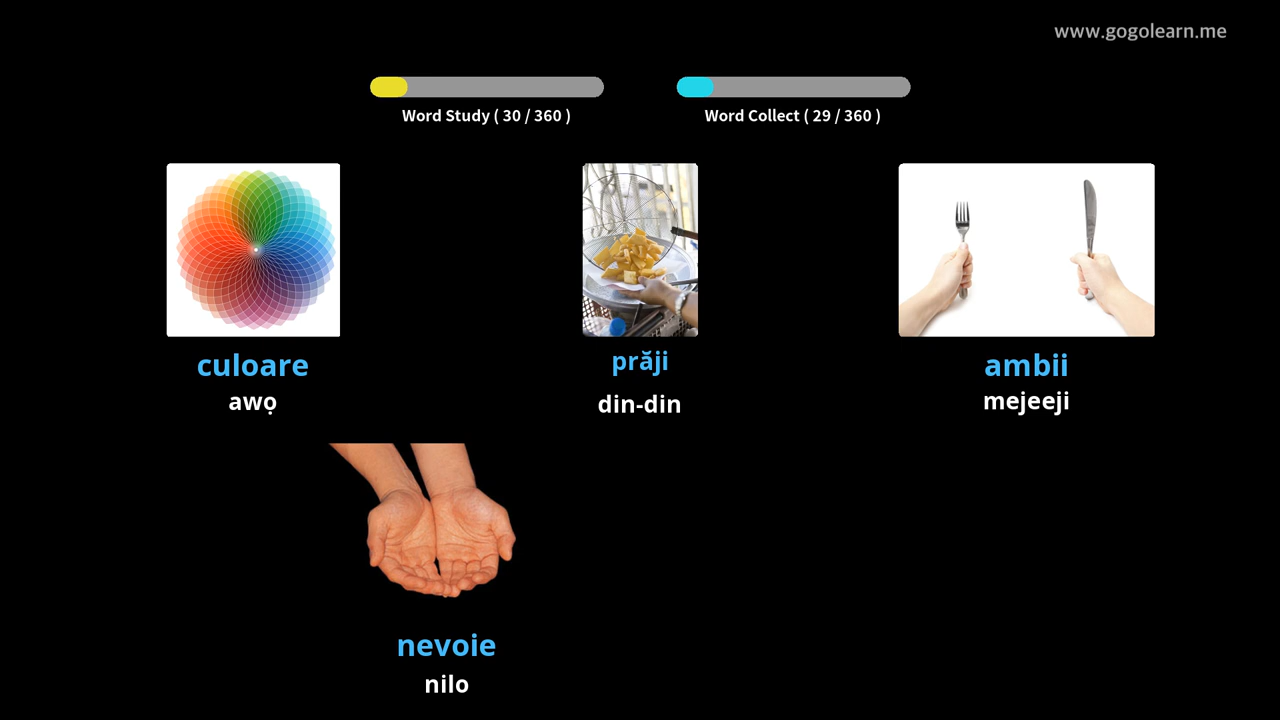 www.gogolearn.me
Word Study ( 30 / 360 )
Word Collect ( 29 / 360 )
culoare
awọ
prăji
din-din
ambii
mejeeji
nevoie
nilo